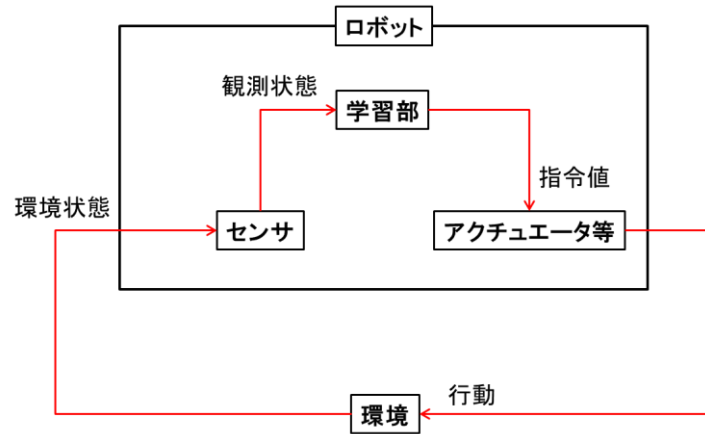 ロボット
観測状態
学習部
指令値
環境状態
センサ
アクチュエータ等
行動
環境